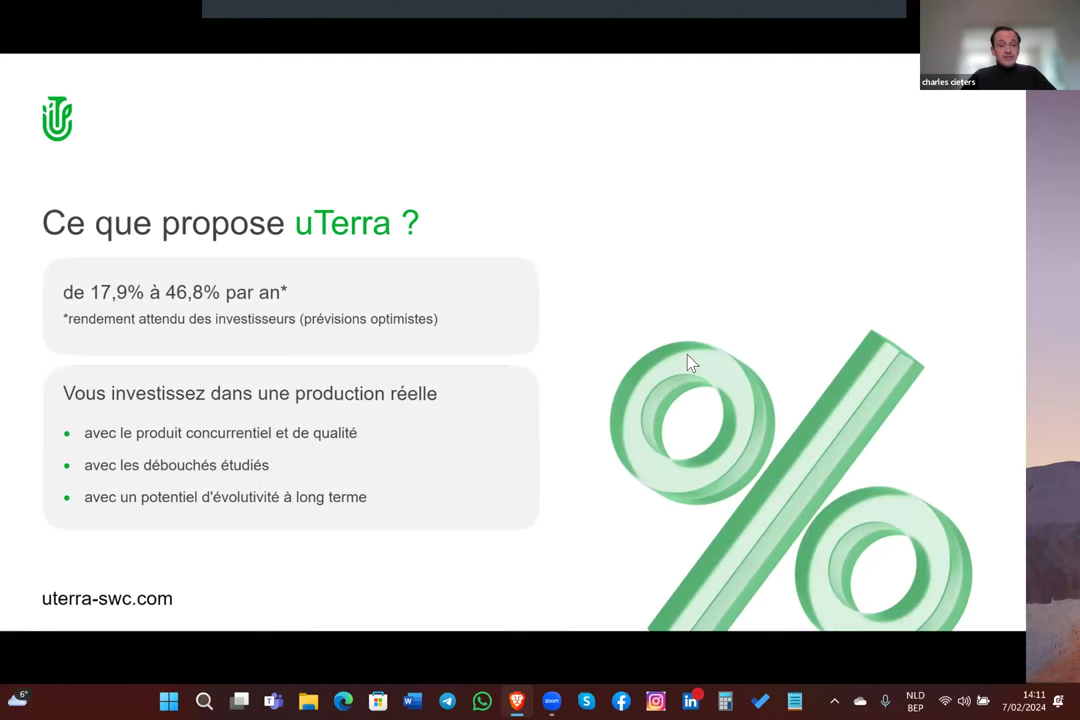 charles cieters
Ce que propose uTerra ?
de 17,9% à 46,8% par an*
*rendement attendu des investisseurs (prévisions optimistes)
Vous investissez dans une production réelle
avec le produit concurrentiel et de qualité
avec les débouchés étudiés
avec un potentiel d'évolutivité à long terme
uterra-swc.com
6°
zoom
NLD
BEP
14:11
7/02/2024